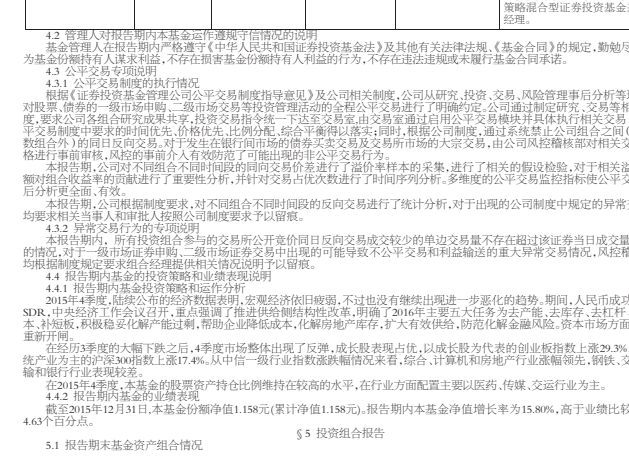 略混合型证券投资基金
经理。
4.2 管理人对报告期内本基金运作遵规守信情况的说明
基金管理人在报告期内严格遵守《中华人民共和国证券投资基金法》及其他有关法律法规、《基金合同》的规定，勤勉尽
为基金份额持有人谋求利益，不存在损害基金份额持有人利益的行为，不存在违法违规或未履行基金合同承诺。
4.3 公平交易专项说明
4.3.1 公平交易制度的执行情况
根据《证券投资基金管理公司公平交易制度指导意见》及公司相关制度，公司从研究、投资、交易、风险管理事后分析等环
对股票、债券的一级市场申购、二级市场交易等投资管理活动的全程公平交易进行了明确约定。公司通过制定研究、交易等相
度，要求公司各组合研究成果共享，投资交易指令统一下达至交易室，由交易室通过启用公平交易模块并具体执行相关交易
平交易制度中要求的时间优先、价格优先、比例分配、综合平衡得以落实；同时，根据公司制度，通过系统禁止公司组合之间(
数组合外)的同日反向交易。对于发生在银行间市场的债券买卖交易及交易所市场的大宗交易，由公司风控稽核部对相关交
格进行事前审核，风控的事前介入有效防范了可能出现的非公平交易行为。
本报告期，公司对不同组合不同时间段的同向交易价差进行了溢价率样本的采集，进行了相关的假设检验，对于相关溢
额对组合收益率的贡献进行了重要性分析，并针对交易占优次数进行了时间序列分析。多维度的公平交易监控指标使公平交
后分析更全面、有效。
本报告期，公司根据制度要求，对不同组合不同时间段的反向交易进行了统计分析，对于出现的公司制度中规定的异常交
均要求相关当事人和审批人按照公司制度要求予以留痕。
4.3.2 异常交易行为的专项说明
本报告期内，所有投资组合参与的交易所公开竞价同日反向交易成交较少的单边交易量不存在超过该证券当日成交量
的情况，对于一级市场证券申购、二级市场证券交易中出现的可能导致不公平交易和利益输送的重大异常交易情况，风控稽
均根据制度规定要求组合经理提供相关情况说明予以留痕。
4.4 报告期内基金的投资策略和业绩表现说明
4.4.1 报告期内基金投资策略和运作分析
2015年4季度，陆续公布的经济数据表明，宏观经济依旧疲弱，不过也没有继续出现进一步恶化的趋势。期间，人民币成功
SDR，中央经济工作会议召开，重点强调了推进供给侧结构性改革，明确了2016年主要五大任务为去产能、去库存、去杠杆
本、补短板，积极稳妥化解产能过剩，帮助企业降低成本，化解房地产库存，扩大有效供给，防范化解金融风险。资本市场方面
重新开闸。
在经历3季度的大幅下跌之后，4季度市场整体出现了反弹，成长股表现占优，以成长股为代表的创业板指数上涨29.3%
统产业为主的沪深300指数上涨17.4%。从中信一级行业指数涨跌幅情况来看，综合、计算机和房地产行业涨幅领先，钢铁、交
输和银行行业表现较差。
在2015年4季度，本基金的股票资产持仓比例维持在较高的水平，在行业方面配置主要以医药、传媒、交运行业为主。
4.4.2 报告期内基金的业绩表现
截至2015年12月31日，本基金份额净值1.158元(累计净值1.158元)。报告期内本基金净值增长率为15.80%，高于业绩比较
4.63个百分点。
§5 投资组合报告
5.1 报告期末基金资产组合情况